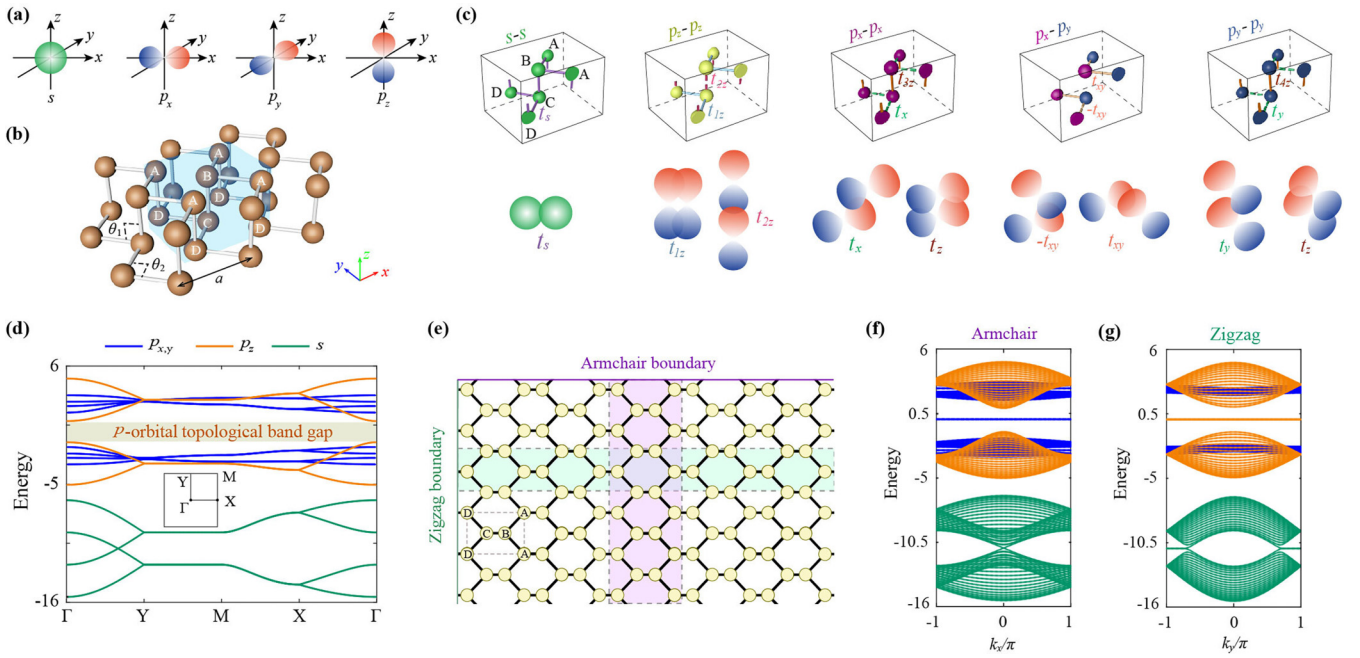 (a)
z
y
x
s
z
y
x
pₓ
z
y
x
p_y
z
y
x
p_z
(b)
A
A
B
A
A
D
D
C
D
D
θ₁
θ₂
a
z
y
x
(c)
s-s
A
B
A
D
C
D
t_s
p_z- p_z
t_2z
t_1z
p_x-p_x
t_3z
t_x
p_x- p_y
t_xy
-t_xy
p_y- p_y
t_4z
t_y
t_s
t_1z
t_2z
t_x
t_z
-t_xy
t_xy
t_y
t_z
(d)
p_x,y
p_z
s
6
P-orbital topological band gap
Energy
-5
Y
M
Γ
X
-16
Γ
Y
M
X
Γ
(e)
Armchair boundary
Zigzag boundary
D
A
C
B
D
A
(f)
Armchair
6
0.5
Energy
-5
-10.5
-16
-1
0
1
kₓ/π
(g)
Zigzag
6
0.5
Energy
-5
-10.5
-16
-1
0
1
k_y/π